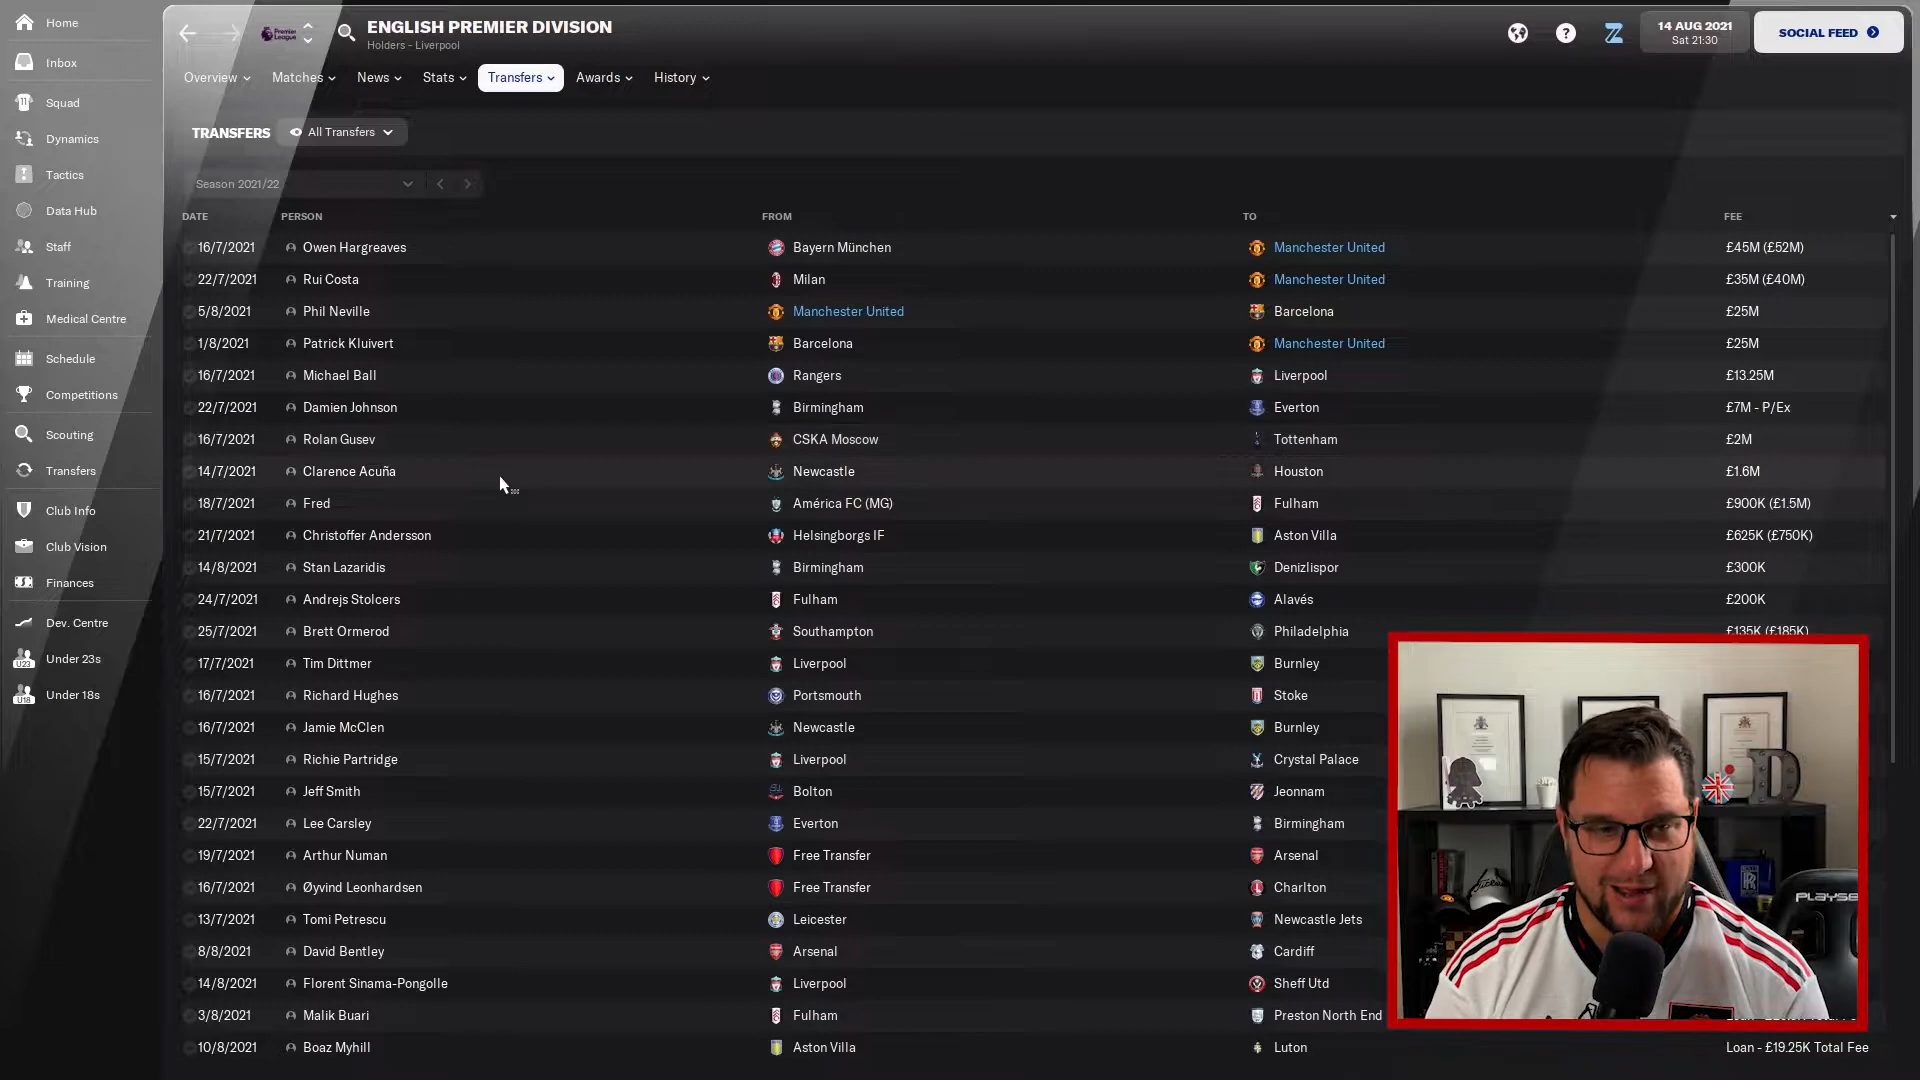 Home
Inbox
Squad
Dynamics
Tactics
Data Hub
Staff
Training
Medical Centre
Schedule
Competitions
Scouting
Transfers
Club Info
Club Vision
Finances
Dev. Centre
U23 Under 23s
U18 Under 18s
Premier League
ENGLISH PREMIER DIVISION
Holders - Liverpool
14 AUG 2021
Sat 21:30
SOCIAL FEED
Overview Matches News Stats Transfers Awards History
TRANSFERS All Transfers
Season 2021/22
DATE PERSON FROM TO FEE
16/7/2021 Owen Hargreaves Bayern München Manchester United £45M (£52M)
22/7/2021 Rui Costa Milan Manchester United £35M (£40M)
5/8/2021 Phil Neville Manchester United Barcelona £25M
1/8/2021 Patrick Kluivert Barcelona Manchester United £25M
16/7/2021 Michael Ball Rangers Liverpool £13.25M
22/7/2021 Damien Johnson Birmingham Everton £7M - P/Ex
16/7/2021 Rolan Gusev CSKA Moscow Tottenham £2M
14/7/2021 Clarence Acuña Newcastle Houston £1.6M
18/7/2021 Fred América FC (MG) Fulham £900K (£1.5M)
21/7/2021 Christoffer Andersson Helsingborgs IF Aston Villa £625K (£750K)
14/8/2021 Stan Lazaridis Birmingham Denizlispor £300K
24/7/2021 Andrejs Stolcers Fulham Alavés £200K
25/7/2021 Brett Ormerod Southampton Philadelphia £135K (£185K)
17/7/2021 Tim Dittmer Liverpool Burnley
16/7/2021 Richard Hughes Portsmouth Stoke
16/7/2021 Jamie McClen Newcastle Burnley
15/7/2021 Richie Partridge Liverpool Crystal Palace
15/7/2021 Jeff Smith Bolton Jeonnam
22/7/2021 Lee Carsley Everton Birmingham
19/7/2021 Arthur Numan Free Transfer Arsenal
16/7/2021 Øyvind Leonhardsen Free Transfer Charlton
13/7/2021 Tomi Petrescu Leicester Newcastle Jets
8/8/2021 David Bentley Arsenal Cardiff
14/8/2021 Florent Sinama-Pongolle Liverpool Sheff Utd
3/8/2021 Malik Buari Fulham Preston North End
10/8/2021 Boaz Myhill Aston Villa Luton Loan - £19.25K Total Fee
D
PLAYSE